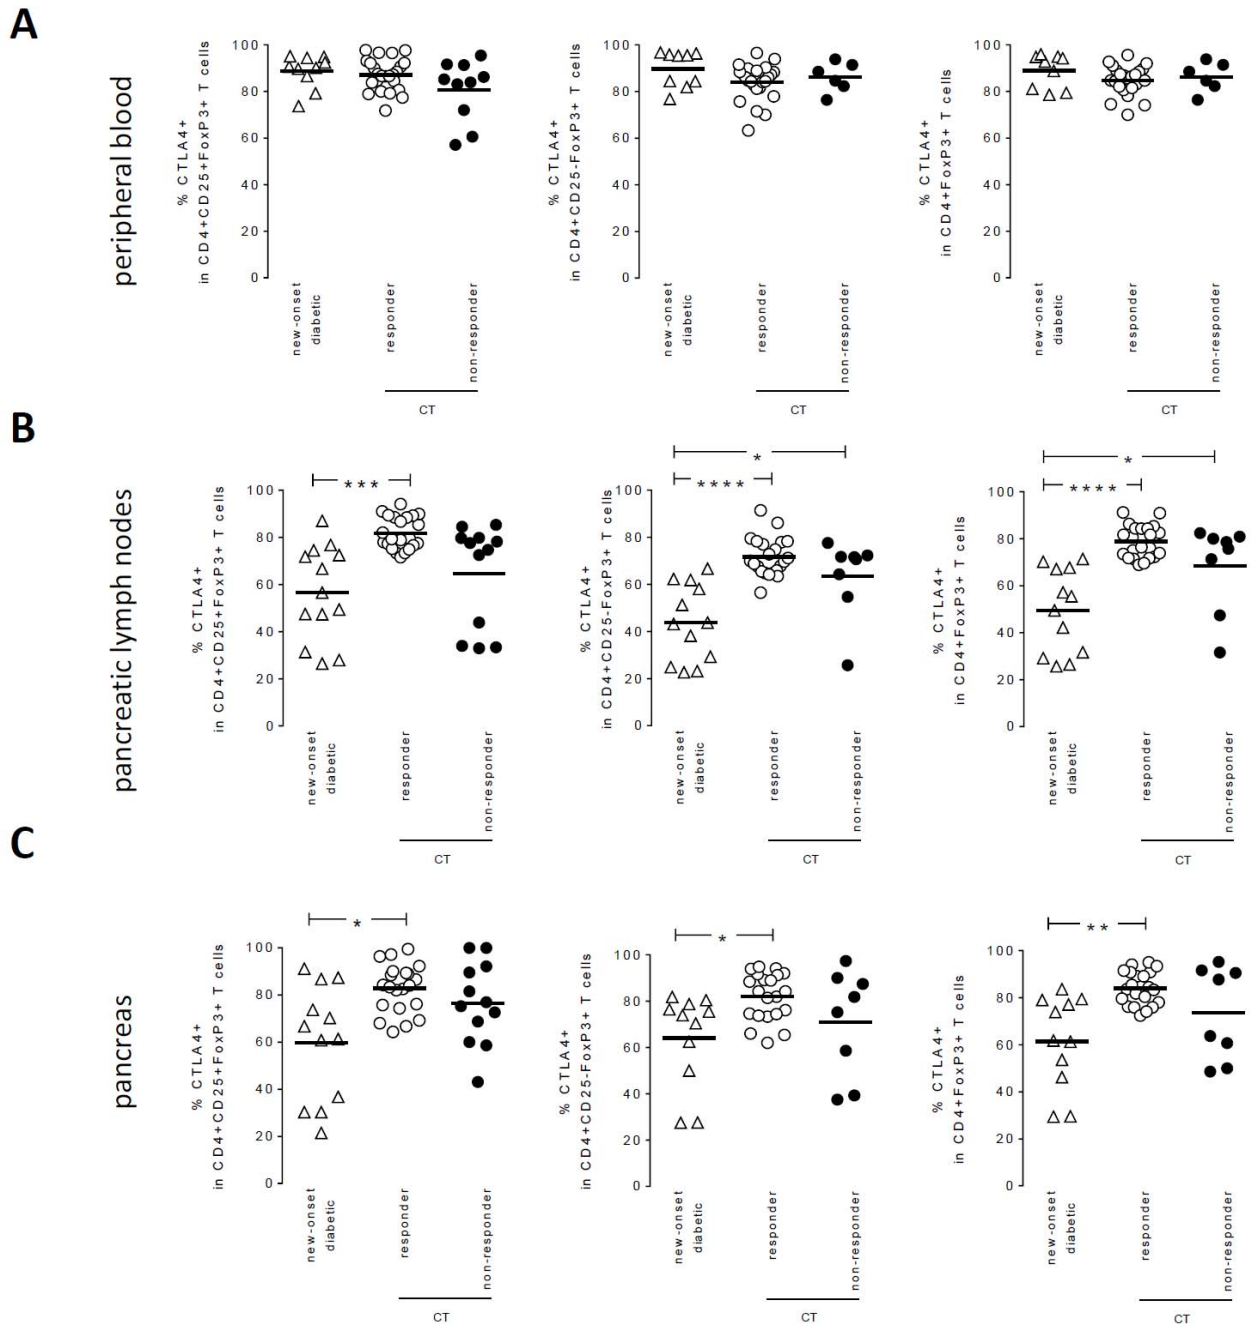 A
peripheral blood
% CTLA4+
in CD4+CD25+FoxP3+ T cells
100
80
60
40
20
0
new-onset
diabetic
responder
non-responder
CT
% CTLA4+
in CD4+CD25-FoxP3+ T cells
100
80
60
40
20
0
new-onset
diabetic
responder
non-responder
CT
% CTLA4+
in CD4+FoxP3+ T cells
100
80
60
40
20
0
new-onset
diabetic
responder
non-responder
CT
B
pancreatic lymph nodes
% CTLA4+
in CD4+CD25+FoxP3+ T cells
***
100
80
60
40
20
0
new-onset
diabetic
responder
non-responder
CT
% CTLA4+
in CD4+CD25-FoxP3+ T cells
*
****
100
80
60
40
20
0
new-onset
diabetic
responder
non-responder
CT
% CTLA4+
in CD4+FoxP3+ T cells
*
****
100
80
60
40
20
0
new-onset
diabetic
responder
non-responder
CT
C
pancreas
% CTLA4+
in CD4+CD25+FoxP3+ T cells
*
100
80
60
40
20
0
new-onset
diabetic
responder
non-responder
CT
% CTLA4+
in CD4+CD25-FoxP3+ T cells
*
100
80
60
40
20
0
new-onset
diabetic
responder
non-responder
CT
% CTLA4+
in CD4+FoxP3+ T cells
**
100
80
60
40
20
0
new-onset
diabetic
responder
non-responder
CT